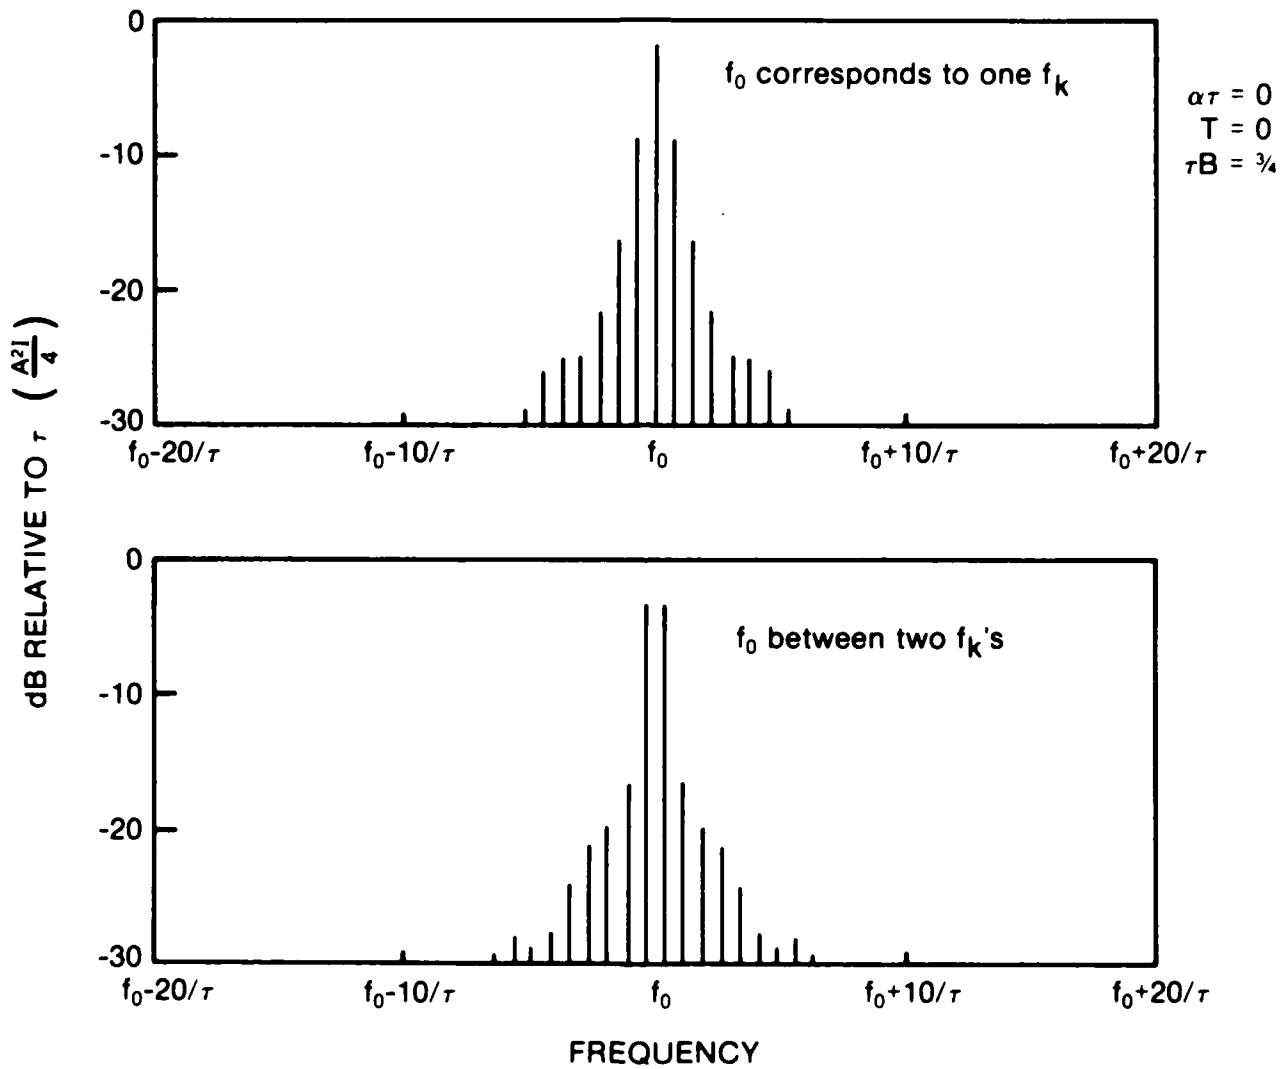 0
f₀ corresponds to one fₖ
ατ = 0
T = 0
τB = ¾
-10
-20
-30
f₀-20/τ
f₀-10/τ
f₀
f₀+10/τ
f₀+20/τ
dB RELATIVE TO τ (A²]/4)
0
f₀ between two fₖ's
-10
-20
-30
f₀-20/τ
f₀-10/τ
f₀
f₀+10/τ
f₀+20/τ
FREQUENCY